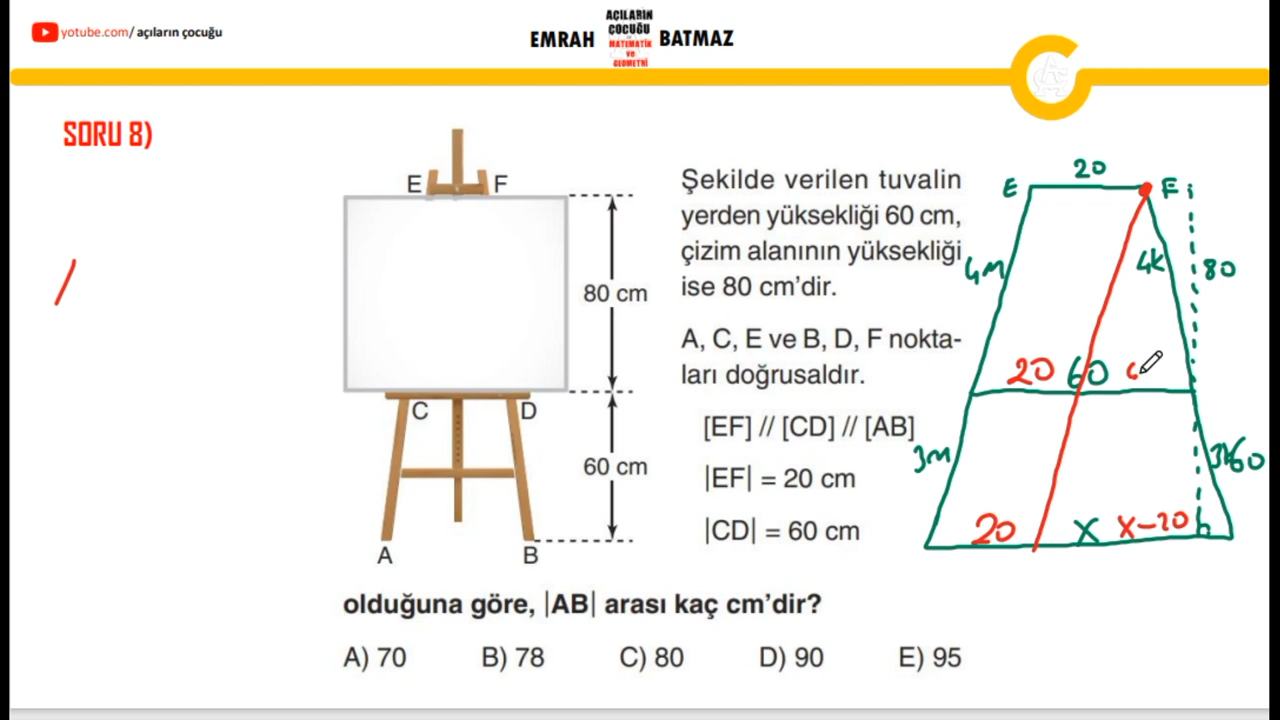 yotube.com/ açıların çocuğu
EMRAH
AÇILARIN
ÇOCUĞU
MATEMATİK
ve
GEOMETRİ
BATMAZ
SORU 8)
E F
80 cm
C D
60 cm
A B
Şekilde verilen tuvalin
yerden yüksekliği 60 cm,
çizim alanının yüksekliği
ise 80 cm'dir.
A, C, E ve B, D, F nokta-
ları doğrusaldır.
[EF] // [CD] // [AB]
|EF| = 20 cm
|CD| = 60 cm
olduğuna göre, |AB| arası kaç cm'dir?
A) 70 B) 78 C) 80 D) 90 E) 95
20
E F
4m 4k 80
20 60
3m 3k 60
20 x x-20